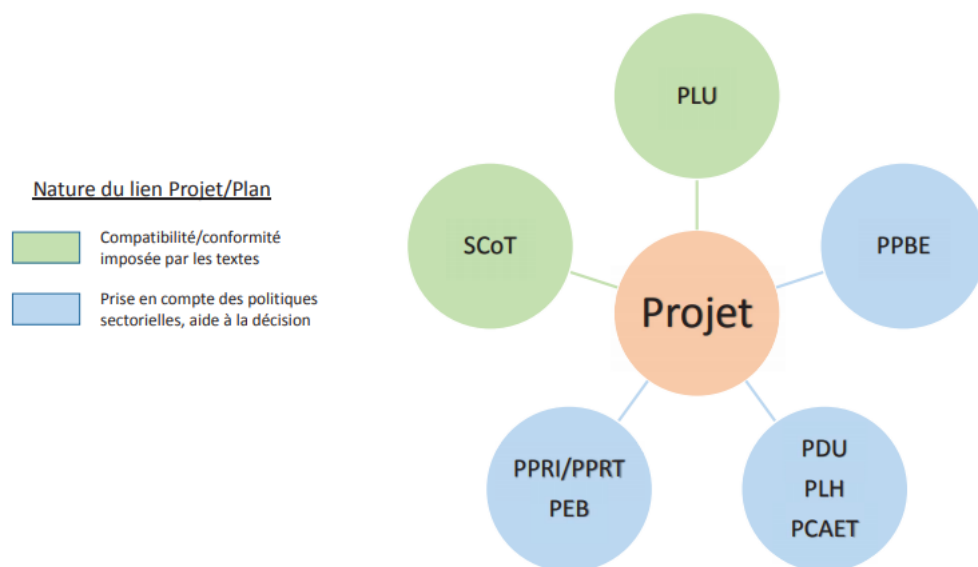 PLU
Nature du lien Projet/Plan
Compatibilité/conformité
imposée par les textes
Prise en compte des politiques
sectorielles, aide à la décision
SCoT
PPBE
Projet
PPRI/PPRT
PEB
PDU
PLH
PCAET